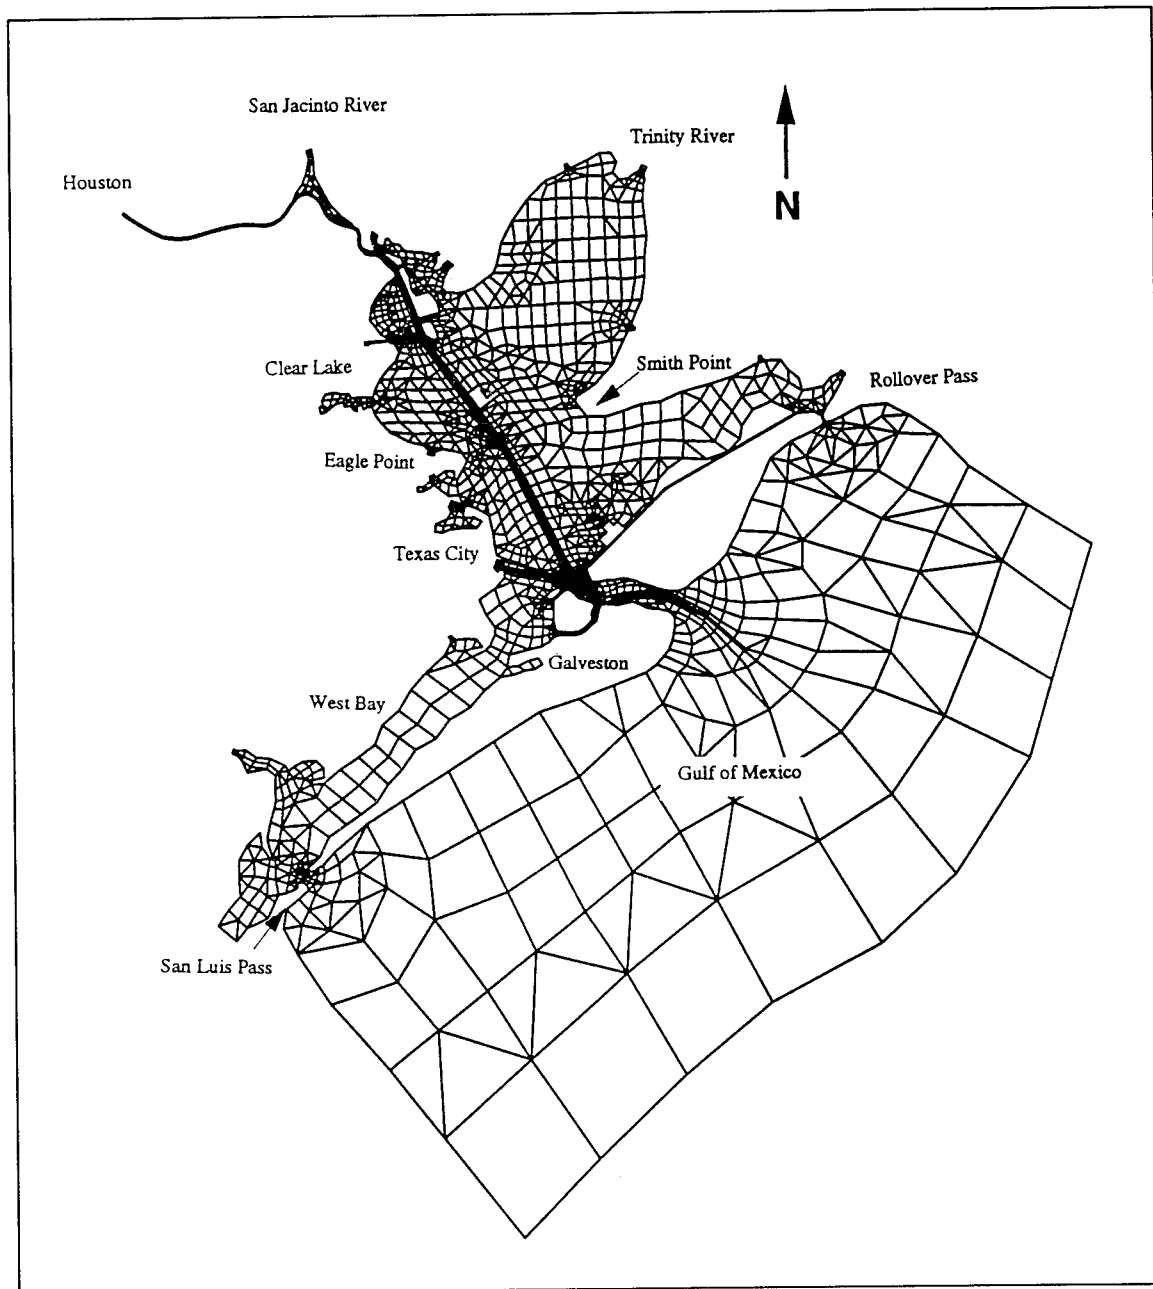 San Jacinto River
Trinity River
Houston
N
Smith Point
Clear Lake
Rollover Pass
Eagle Point
Texas City
Galveston
West Bay
Gulf of Mexico
San Luis Pass